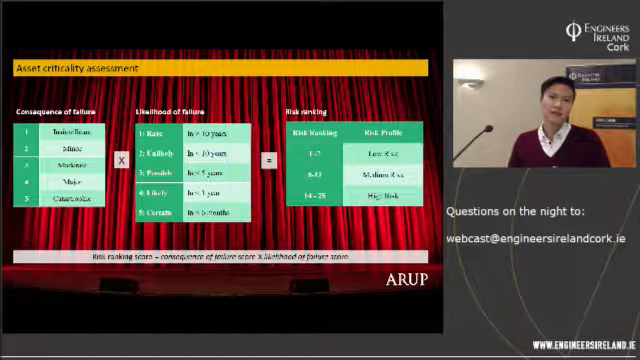 Asset criticality assessment
Consequence of failure
1 Insignificant
2 Minor
3 Moderate
4 Major
5 Catastrophic
X
Likelihood of failure
1: Rare In > 10 years
2: Unlikely In < 10 years
3: Possible In < 5 years
4: Likely In < 1 year
5: Certain In < 6 months
=
Risk ranking
Risk Ranking Risk Profile
1-7 Low Risk
8-13 Medium Risk
14 - 25 High Risk
Risk ranking score = consequence of failure score X likelihood of failure score
ARUP
ENGINEERS
IRELAND
Cork
Questions on the night to:
webcast@engineersirelandcork.ie
WWW.ENGINEERSIRELAND.IE